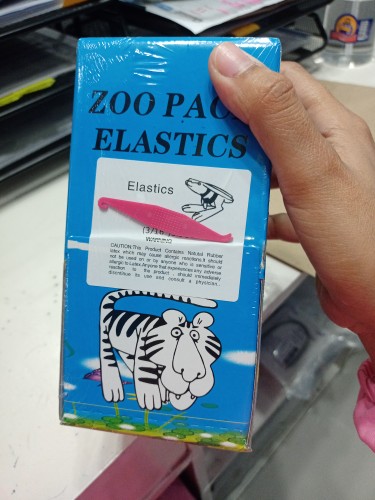 ZOO PAC
ELASTICS
Elastics
(3/16
CAUTION:This Product Contains Natural Rubber
latex which may cause allergic reactions.It should
not be used on or by anyone who is sensitive or
allergic to Latex.Anyone that experiences any adverse
reaction to the product , should immediately
discontinue its use and consult a physician.